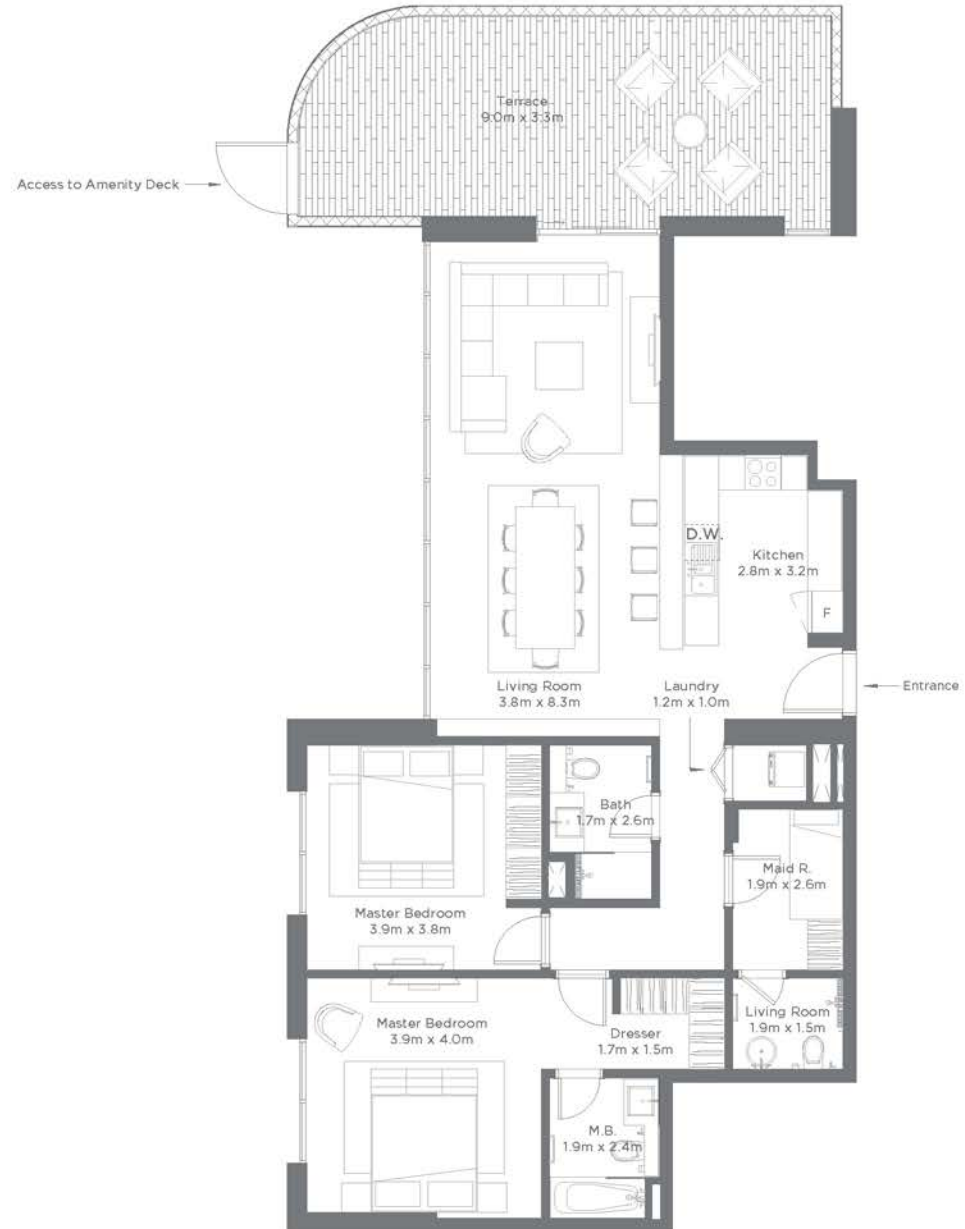 Terrace
9.0m x 3.3m
Access to Amenity Deck
D.W.
Kitchen
2.8m x 3.2m
F
Living Room
3.8m x 8.3m
Laundry
1.2m x 1.0m
Entrance
Bath
1.7m x 2.6m
Maid R.
1.9m x 2.6m
Master Bedroom
3.9m x 3.8m
Master Bedroom
3.9m x 4.0m
Dresser
1.7m x 1.5m
Living Room
1.9m x 1.5m
M.B.
1.9m x 2.4m